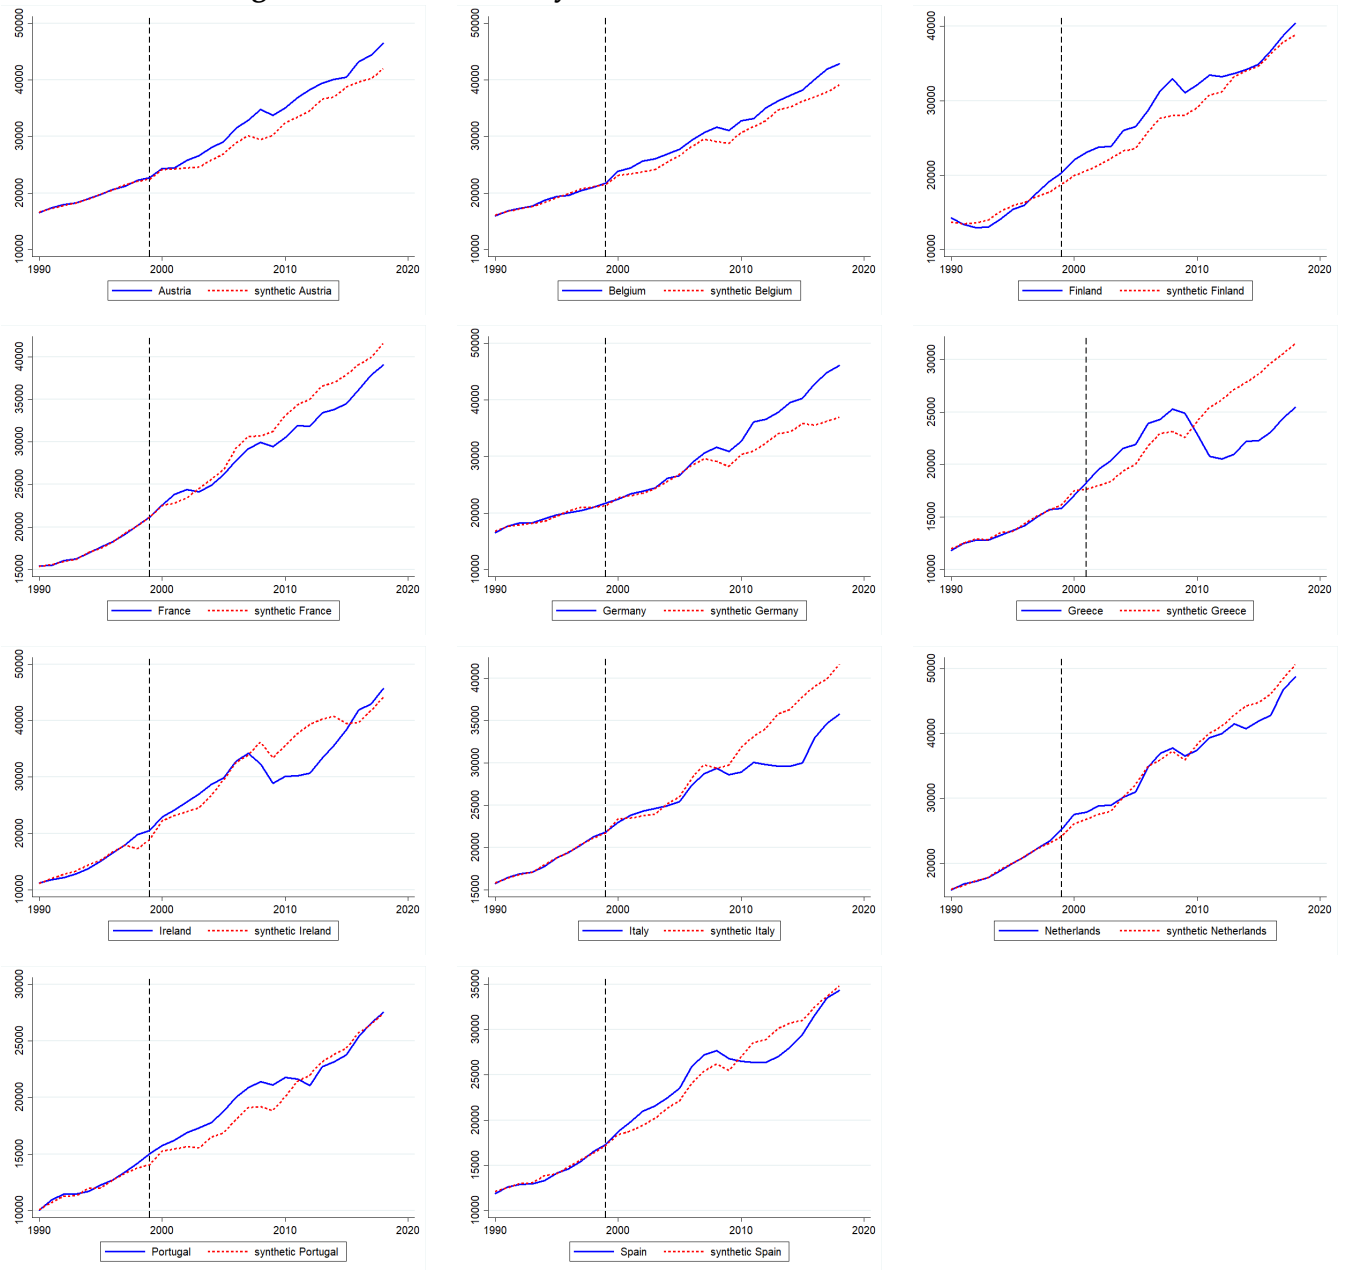 50000
40000
30000
20000
10000
1990 2000 2010 2020
Austria synthetic Austria
50000
40000
30000
20000
10000
1990 2000 2010 2020
Belgium synthetic Belgium
40000
30000
20000
10000
1990 2000 2010 2020
Finland synthetic Finland
40000
35000
30000
25000
20000
15000
1990 2000 2010 2020
France synthetic France
50000
40000
30000
20000
10000
1990 2000 2010 2020
Germany synthetic Germany
30000
25000
20000
15000
10000
1990 2000 2010 2020
Greece synthetic Greece
50000
40000
30000
20000
10000
1990 2000 2010 2020
Ireland synthetic Ireland
40000
35000
30000
25000
20000
15000
1990 2000 2010 2020
Italy synthetic Italy
50000
40000
30000
20000
1990 2000 2010 2020
Netherlands synthetic Netherlands
30000
25000
20000
15000
10000
1990 2000 2010 2020
Portugal synthetic Portugal
35000
30000
25000
20000
15000
10000
1990 2000 2010 2020
Spain synthetic Spain